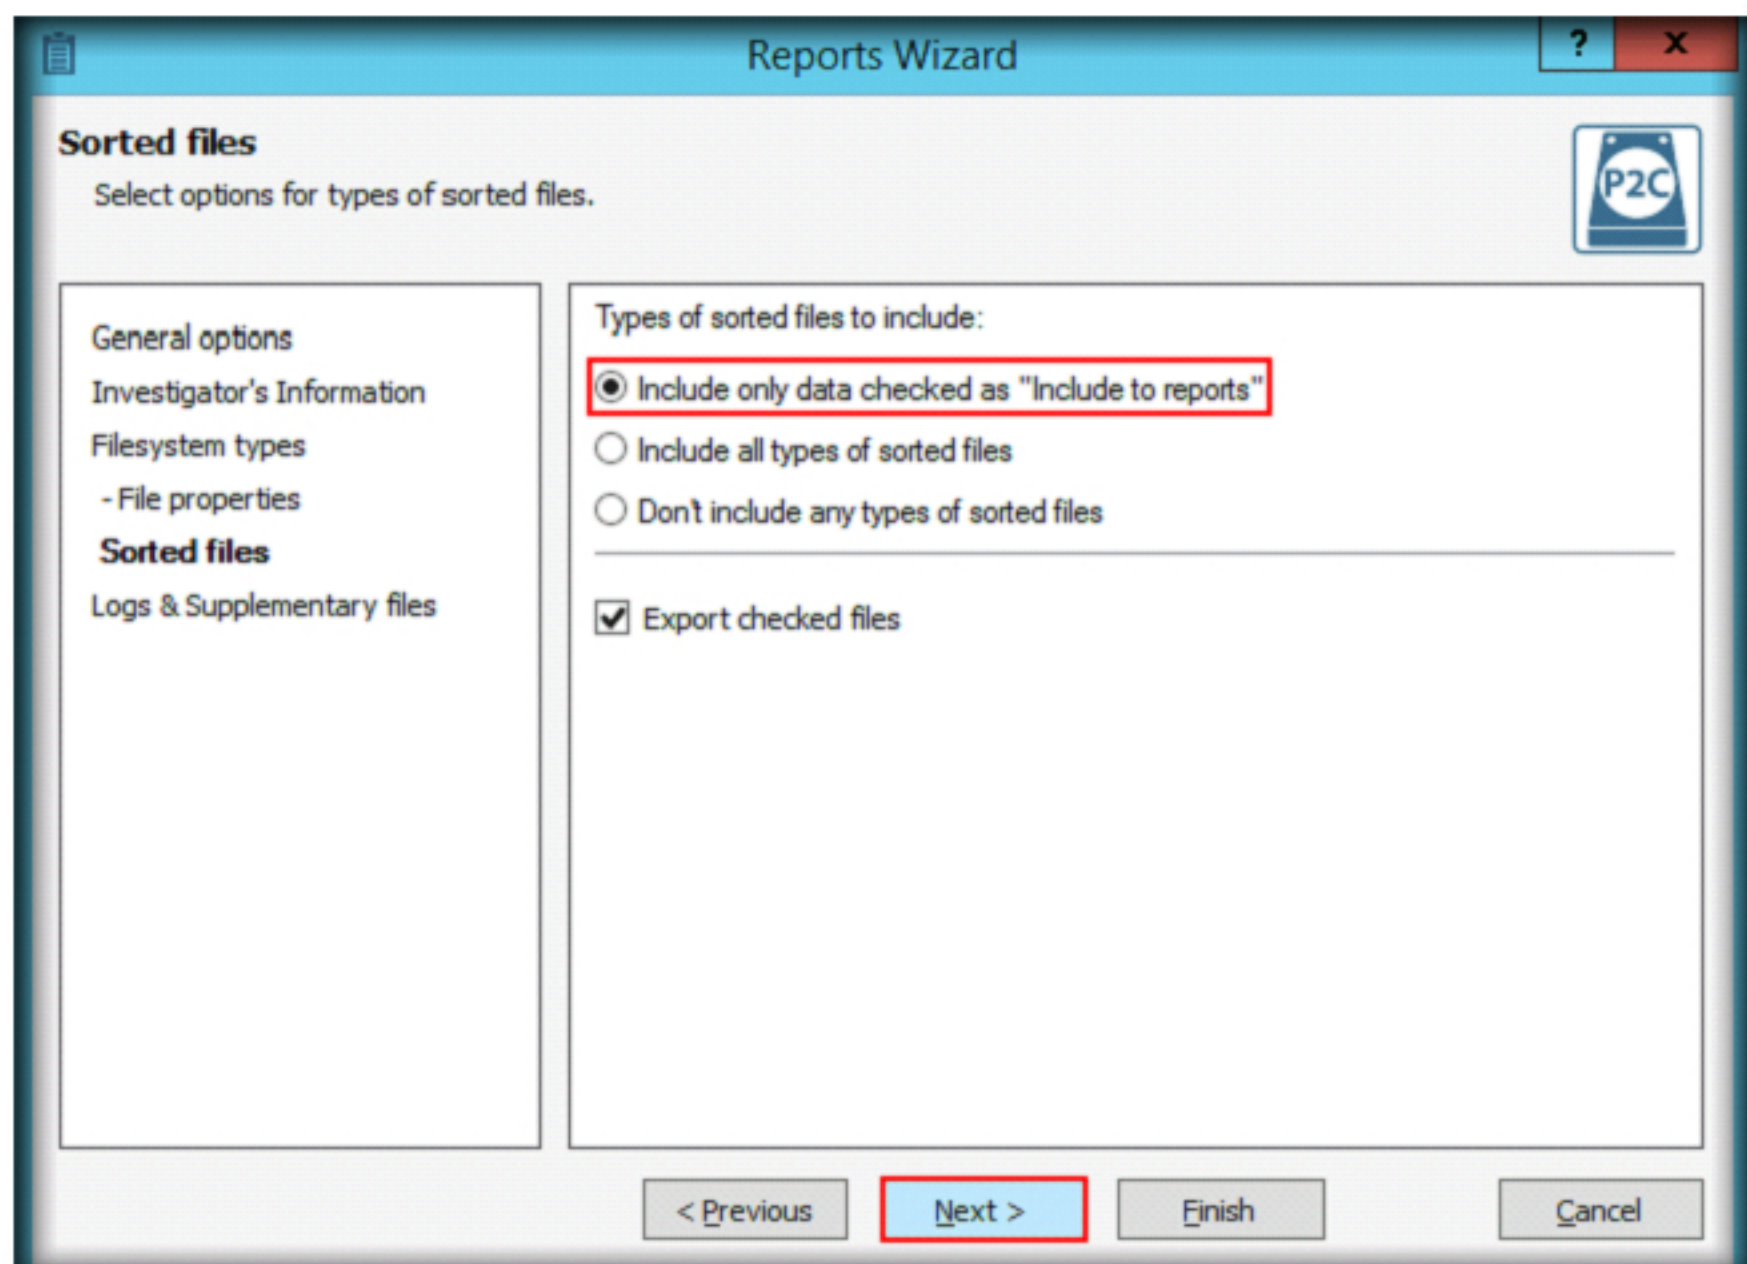 Reports Wizard
?
x
Sorted files
Select options for types of sorted files.
P2C
General options
Investigator's Information
Filesystem types
- File properties
Sorted files
Logs & Supplementary files
Types of sorted files to include:
Include only data checked as "Include to reports"
Include all types of sorted files
Don't include any types of sorted files
Export checked files
< Previous
Next >
Finish
Cancel